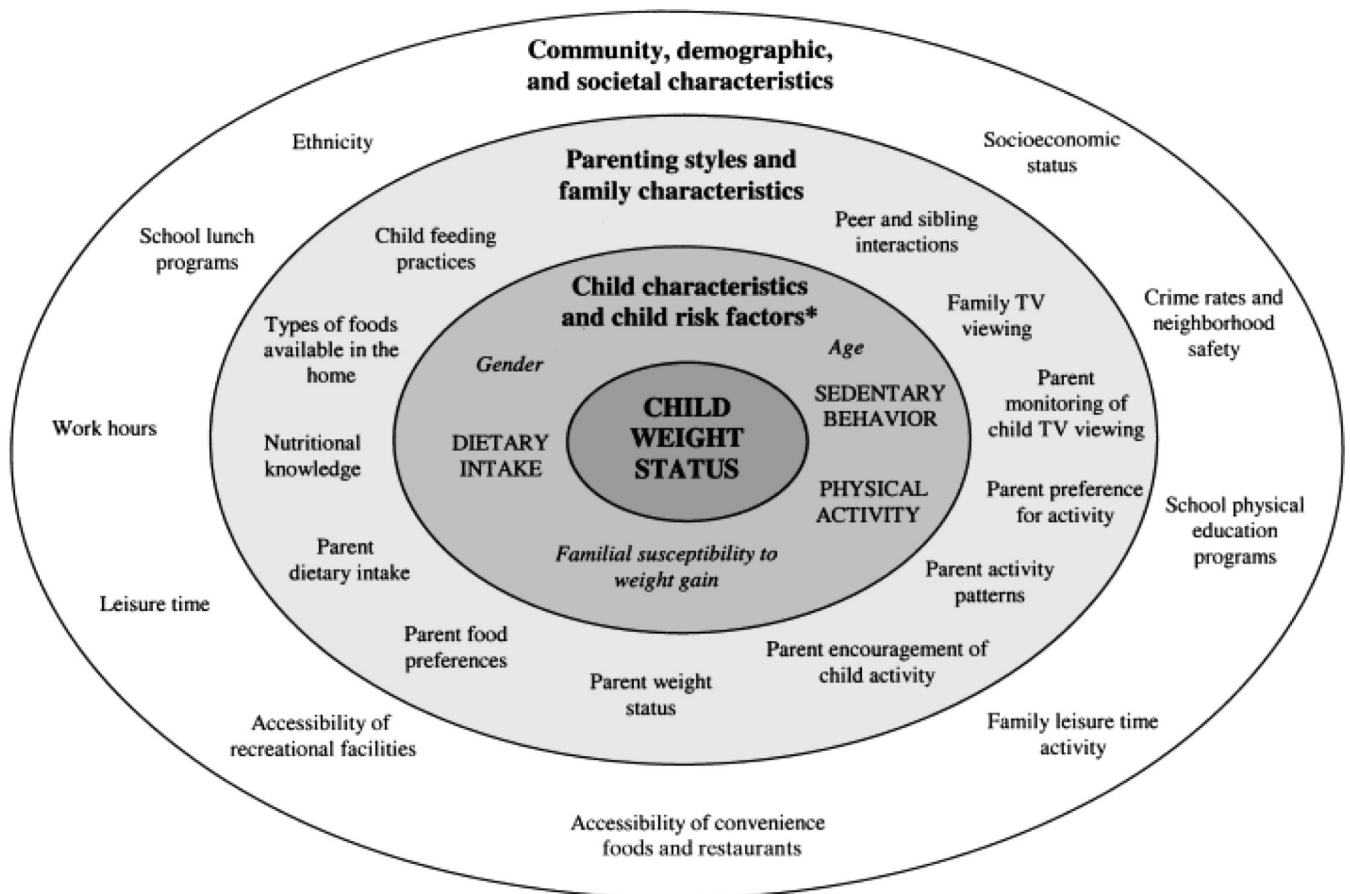 Community, demographic,
and societal characteristics
Ethnicity
Socioeconomic
status
Parenting styles and
family characteristics
School lunch
programs
Child feeding
practices
Peer and sibling
interactions
Child characteristics
and child risk factors*
Crime rates and
neighborhood
safety
Types of foods
available in the
home
Family TV
viewing
Gender
Age
Work hours
Nutritional
knowledge
DIETARY
INTAKE
CHILD
WEIGHT
STATUS
SEDENTARY
BEHAVIOR
Parent
monitoring of
child TV viewing
PHYSICAL
ACTIVITY
Parent preference
for activity
School physical
education
programs
Familial susceptibility to
weight gain
Parent
dietary intake
Parent activity
patterns
Leisure time
Parent food
preferences
Parent weight
status
Parent encouragement of
child activity
Accessibility of
recreational facilities
Family leisure time
activity
Accessibility of convenience
foods and restaurants